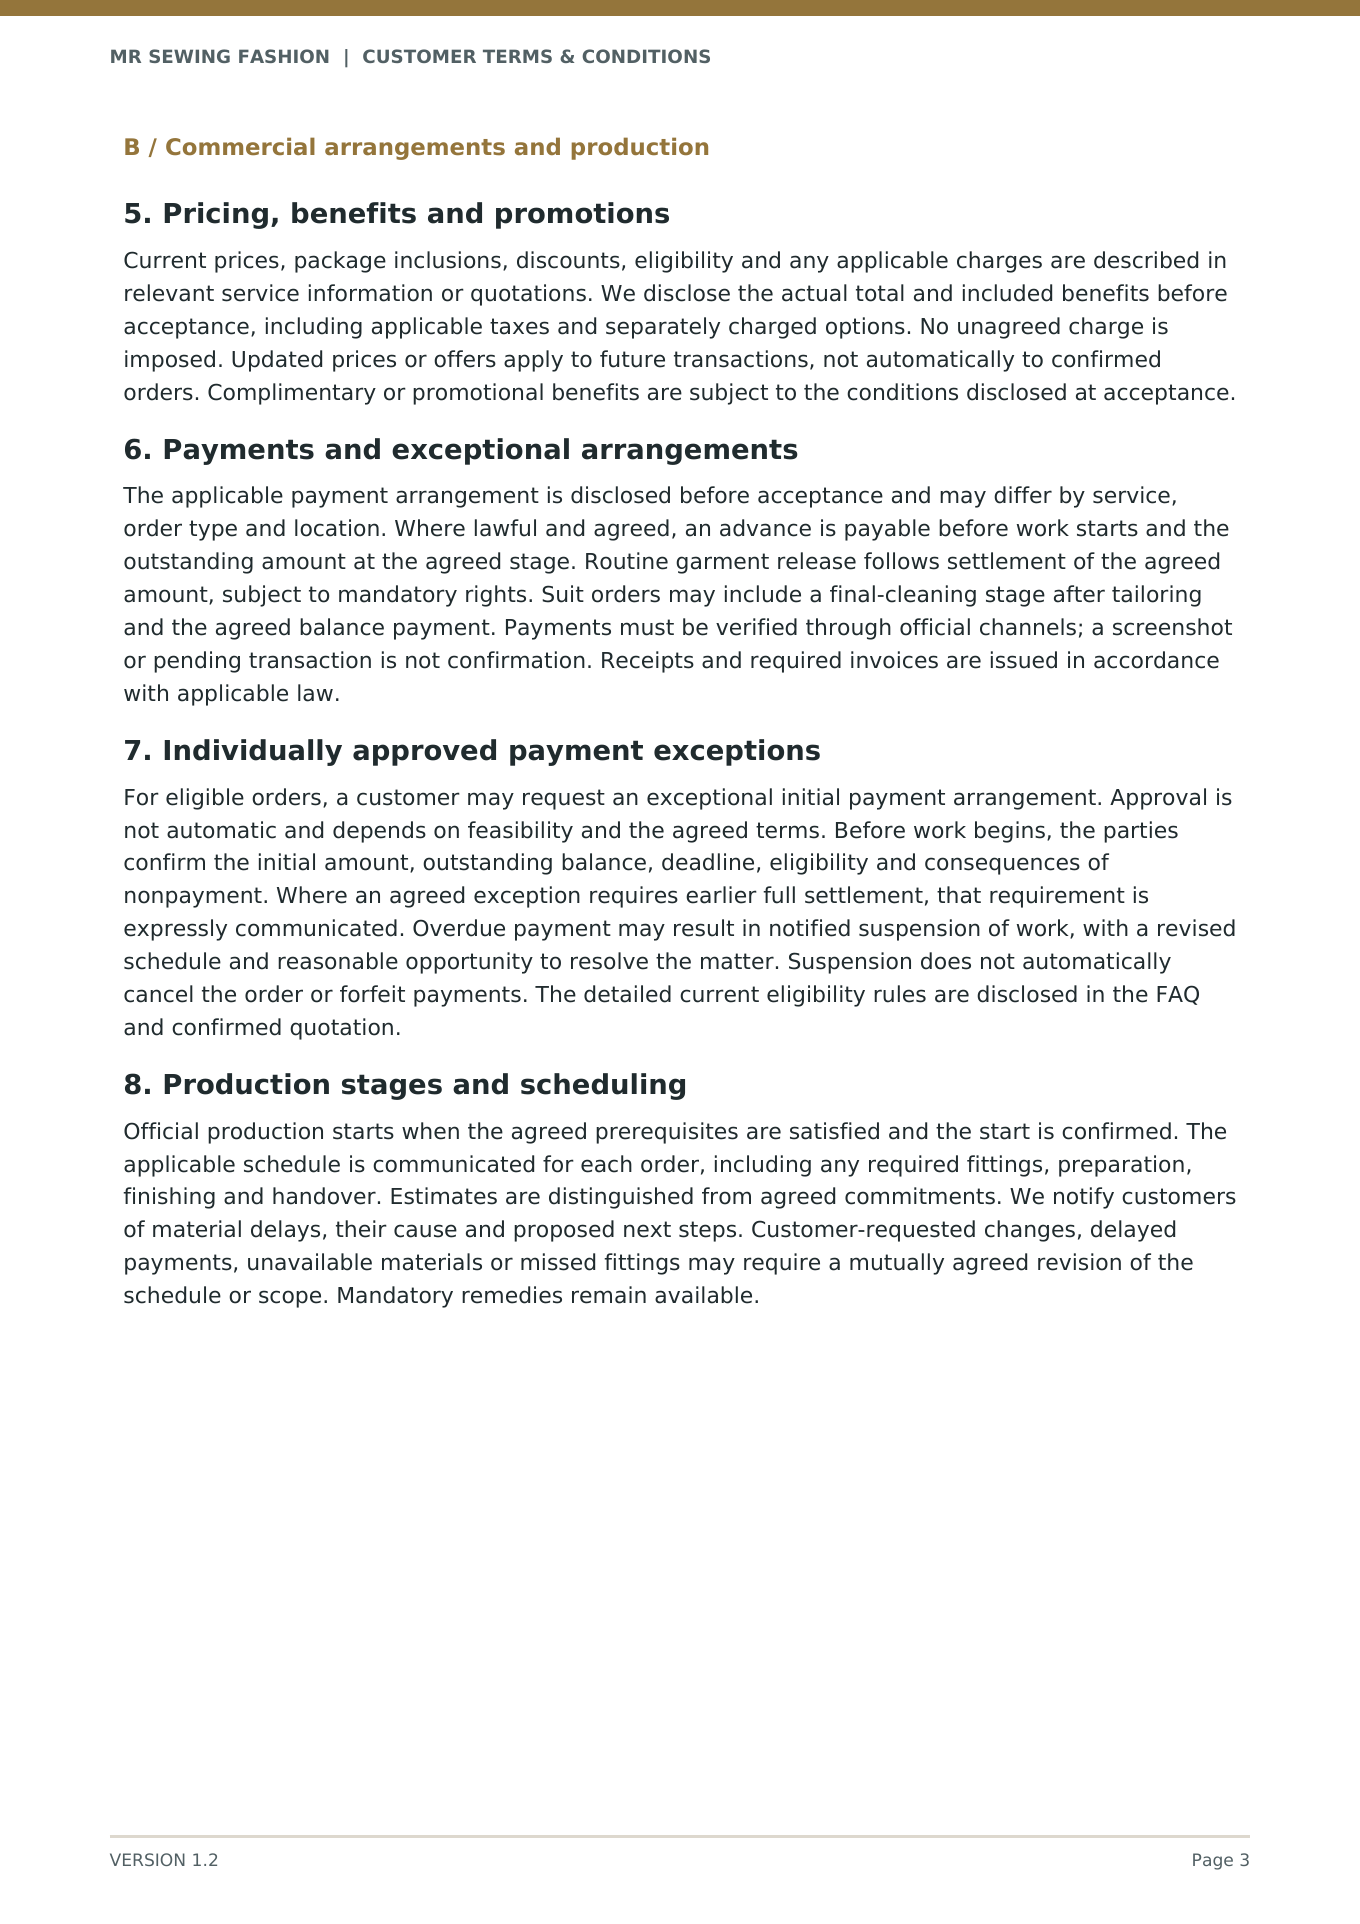 MR SEWING FASHION | CUSTOMER TERMS & CONDITIONS
B / Commercial arrangements and production
5. Pricing, benefits and promotions
Current prices, package inclusions, discounts, eligibility and any applicable charges are described in
relevant service information or quotations. We disclose the actual total and included benefits before
acceptance, including applicable taxes and separately charged options. No unagreed charge is
imposed. Updated prices or offers apply to future transactions, not automatically to confirmed
orders. Complimentary or promotional benefits are subject to the conditions disclosed at acceptance.
6. Payments and exceptional arrangements
The applicable payment arrangement is disclosed before acceptance and may differ by service,
order type and location. Where lawful and agreed, an advance is payable before work starts and the
outstanding amount at the agreed stage. Routine garment release follows settlement of the agreed
amount, subject to mandatory rights. Suit orders may include a final-cleaning stage after tailoring
and the agreed balance payment. Payments must be verified through official channels; a screenshot
or pending transaction is not confirmation. Receipts and required invoices are issued in accordance
with applicable law.
7. Individually approved payment exceptions
For eligible orders, a customer may request an exceptional initial payment arrangement. Approval is
not automatic and depends on feasibility and the agreed terms. Before work begins, the parties
confirm the initial amount, outstanding balance, deadline, eligibility and consequences of
nonpayment. Where an agreed exception requires earlier full settlement, that requirement is
expressly communicated. Overdue payment may result in notified suspension of work, with a revised
schedule and reasonable opportunity to resolve the matter. Suspension does not automatically
cancel the order or forfeit payments. The detailed current eligibility rules are disclosed in the FAQ
and confirmed quotation.
8. Production stages and scheduling
Official production starts when the agreed prerequisites are satisfied and the start is confirmed. The
applicable schedule is communicated for each order, including any required fittings, preparation,
finishing and handover. Estimates are distinguished from agreed commitments. We notify customers
of material delays, their cause and proposed next steps. Customer-requested changes, delayed
payments, unavailable materials or missed fittings may require a mutually agreed revision of the
schedule or scope. Mandatory remedies remain available.
VERSION 1.2
Page 3